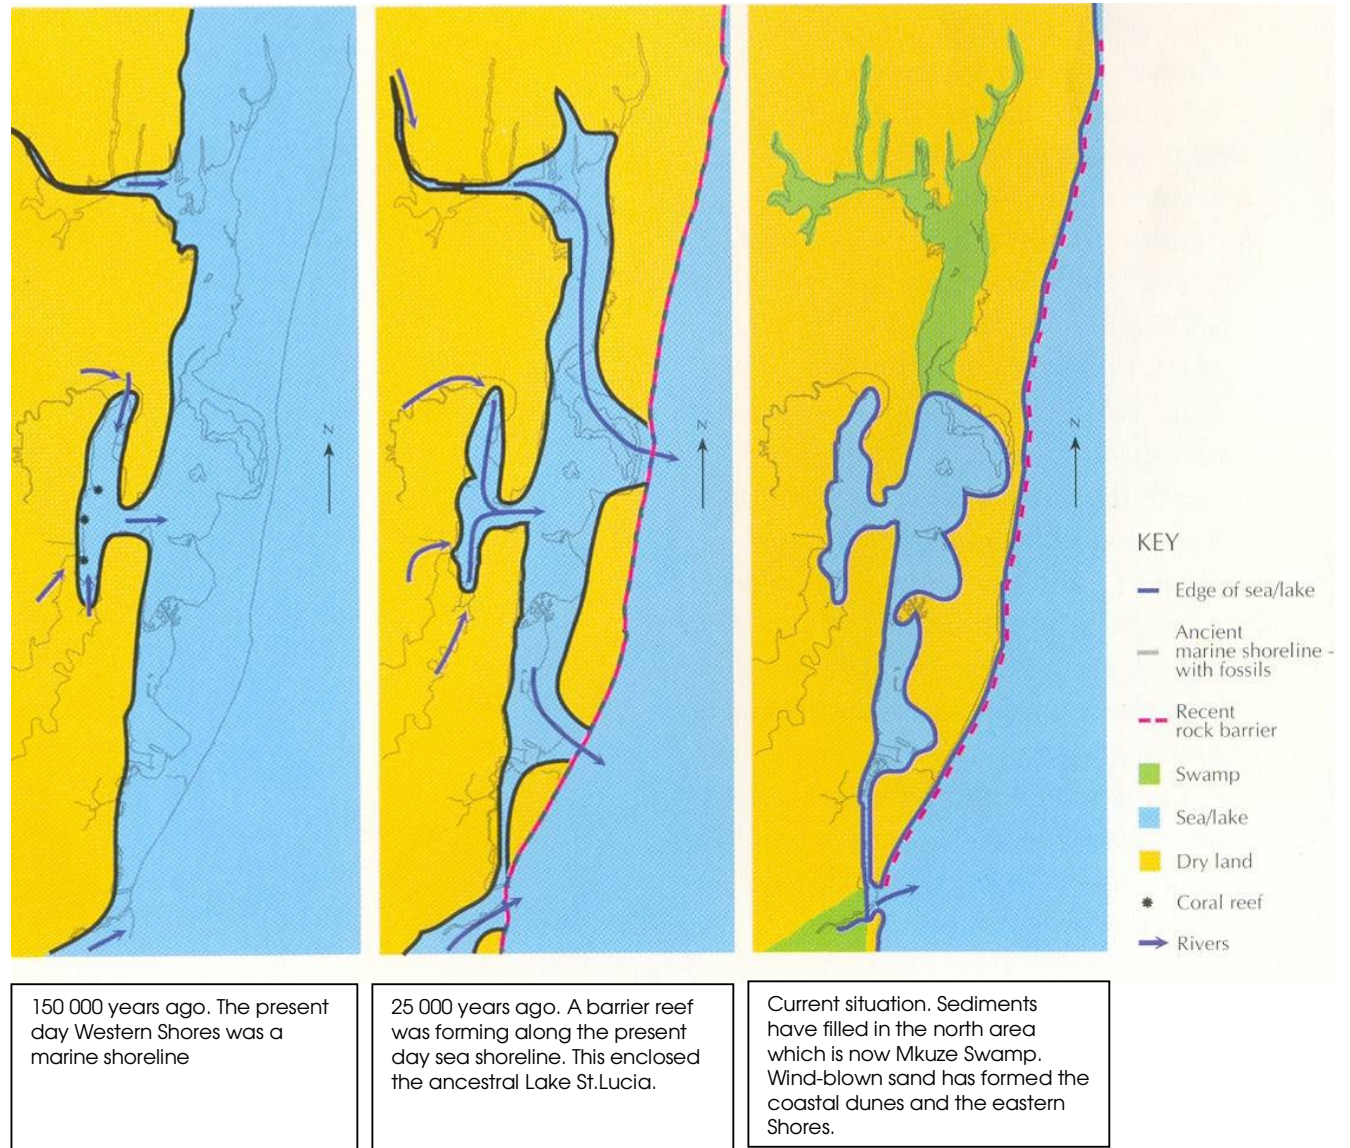 N
N
N
KEY
Edge of sea/lake
Ancient
marine shoreline -
with fossils
Recent
rock barrier
Swamp
Sea/lake
Dry land
Coral reef
Rivers
150 000 years ago. The present
day Western Shores was a
marine shoreline
25 000 years ago. A barrier reef
was forming along the present
day sea shoreline. This enclosed
the ancestral Lake St.Lucia.
Current situation. Sediments
have filled in the north area
which is now Mkuze Swamp.
Wind-blown sand has formed the
coastal dunes and the eastern
Shores.